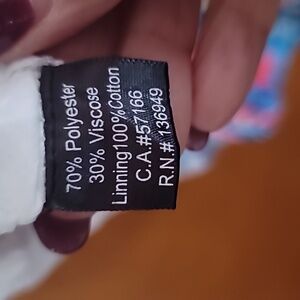 70% Polyester
30% Viscose
Linning100%Cotton
C.A.#57166
R.N.# 136949